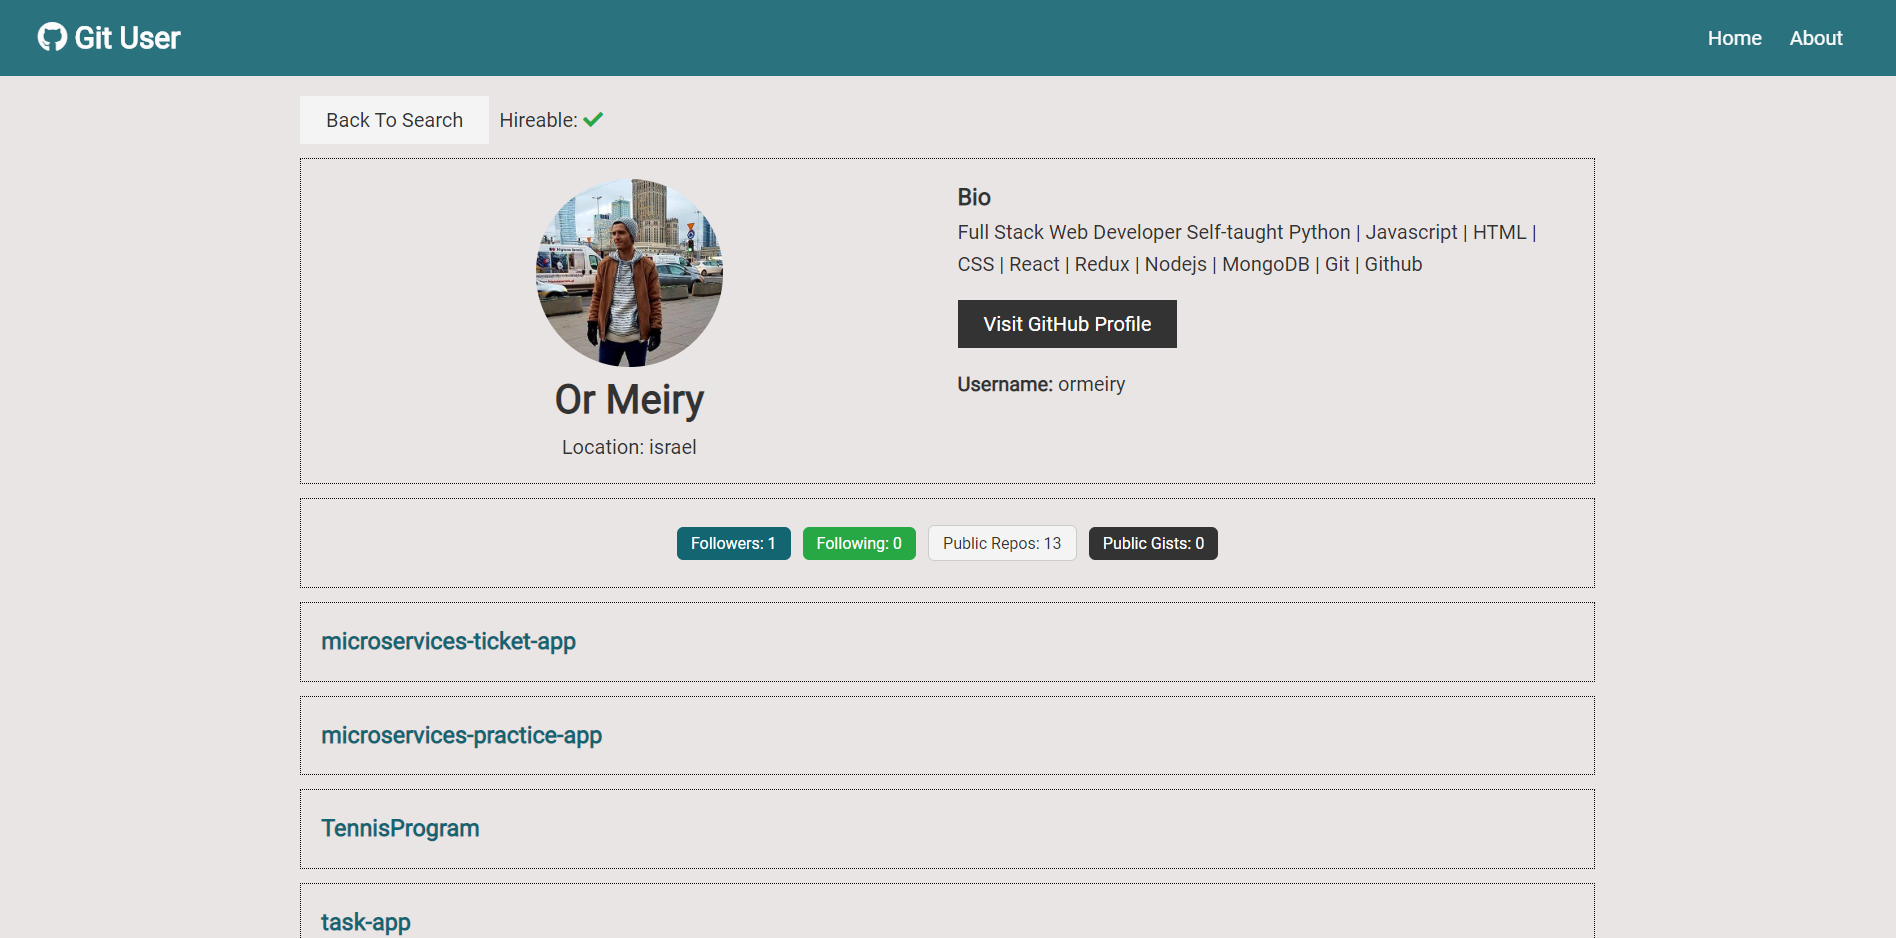 Git User
Home About
Back To Search Hireable:
Bio
Full Stack Web Developer Self-taught Python | Javascript | HTML |
CSS | React | Redux | Nodejs | MongoDB | Git | Github
Visit GitHub Profile
Username: ormeiry
Or Meiry
Location: israel
Followers: 1 Following: 0 Public Repos: 13 Public Gists: 0
microservices-ticket-app
microservices-practice-app
TennisProgram
task-app